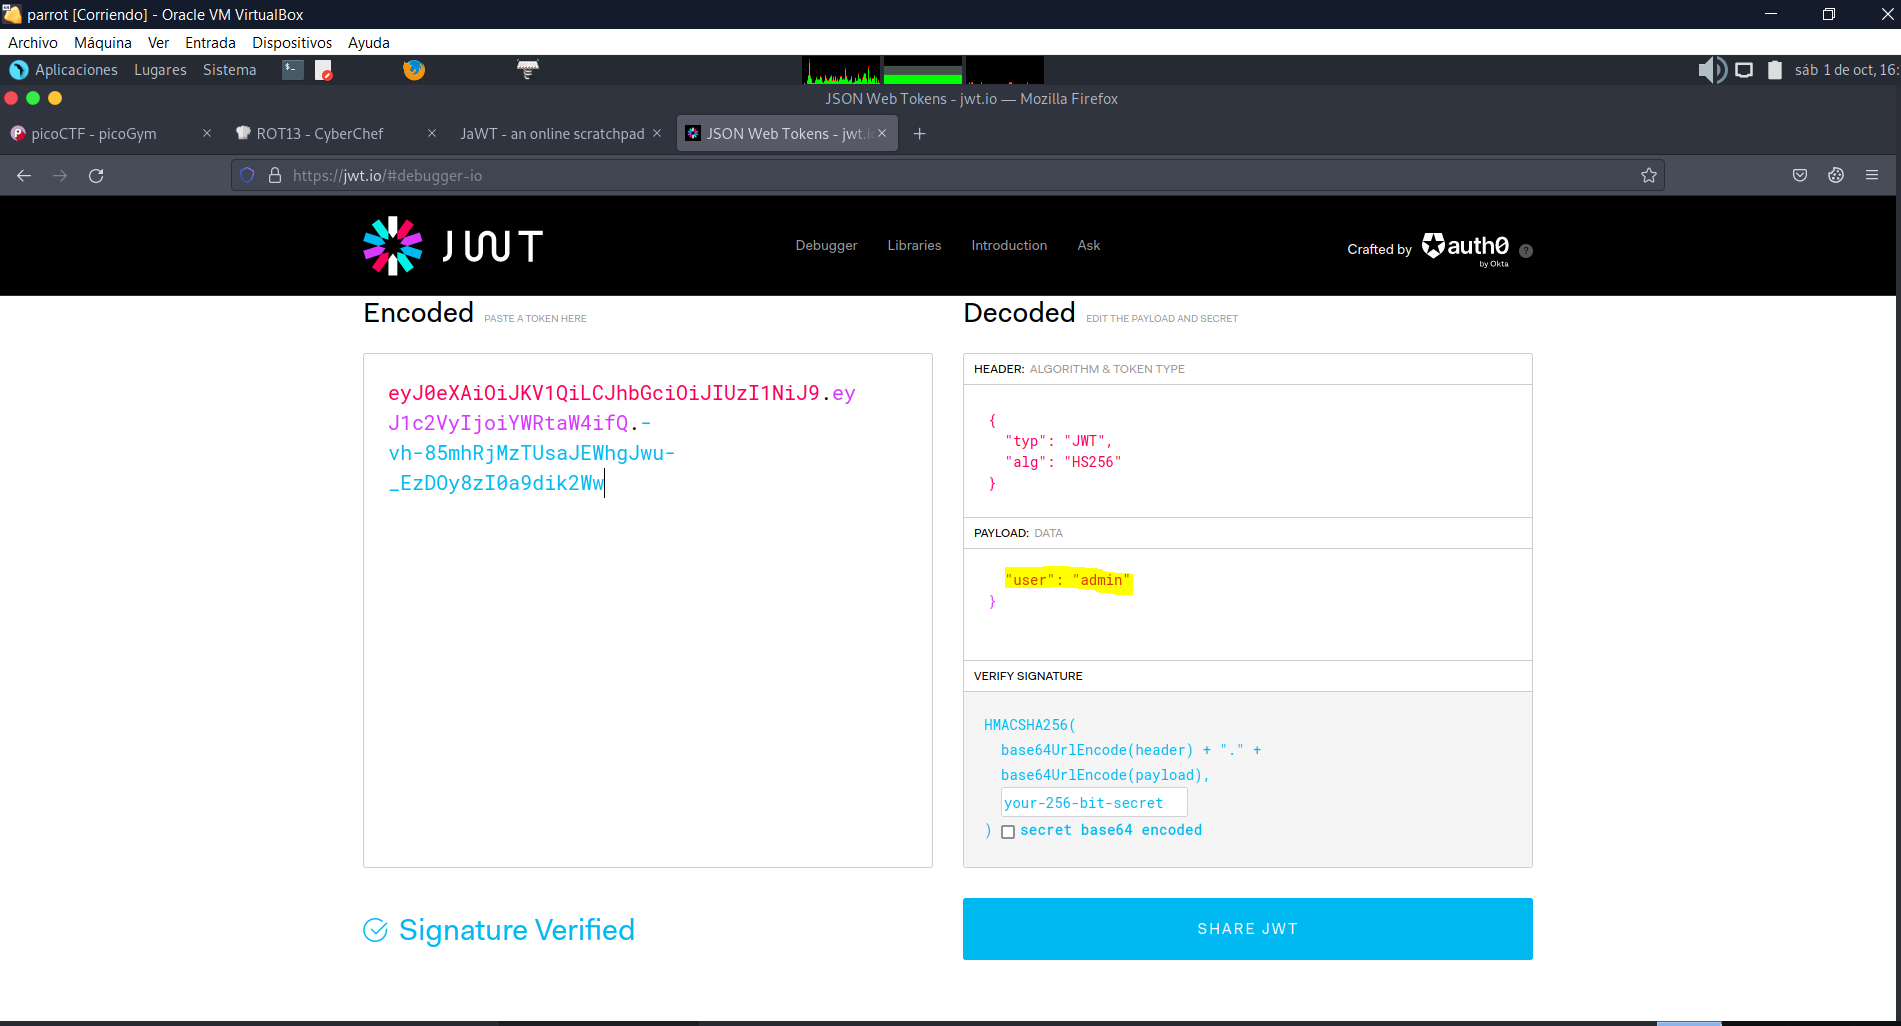 parrot [Corriendo] - Oracle VM VirtualBox
Archivo Máquina Ver Entrada Dispositivos Ayuda
Aplicaciones Lugares Sistema
sáb 1 de oct, 16:
JSON Web Tokens - jwt.io — Mozilla Firefox
picoCTF - picoGym
ROT13 - CyberChef
JaWT - an online scratchpad
JSON Web Tokens - jwt.io
https://jwt.io/#debugger-io
JWT
Debugger Libraries Introduction Ask
Crafted by auth0
by Okta
?
Encoded PASTE A TOKEN HERE
eyJ0eXAiOiJKV1QiLCJhbGciOiJIUzI1NiJ9.ey
J1c2VyIjoiYWRtaW4ifQ.-
vh-85mhRjMzTUsaJEWhgJwu-
_EzDOy8zI0a9dik2Ww
Decoded EDIT THE PAYLOAD AND SECRET
HEADER: ALGORITHM & TOKEN TYPE
{
"typ": "JWT",
"alg": "HS256"
}
PAYLOAD: DATA
"user": "admin"
}
VERIFY SIGNATURE
HMACSHA256(
base64UrlEncode(header) + "." +
base64UrlEncode(payload),
your-256-bit-secret
) secret base64 encoded
Signature Verified
SHARE JWT